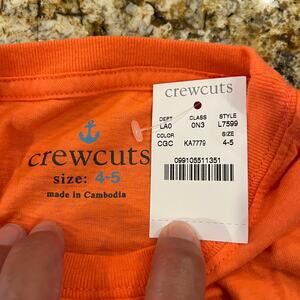 crewcuts
size: 4-5
made in Cambodia
crewcuts
DEPT CLASS STYLE
LA0 0N3 L7599
COLOR SIZE
CGC KA7779 4-5
099105511351